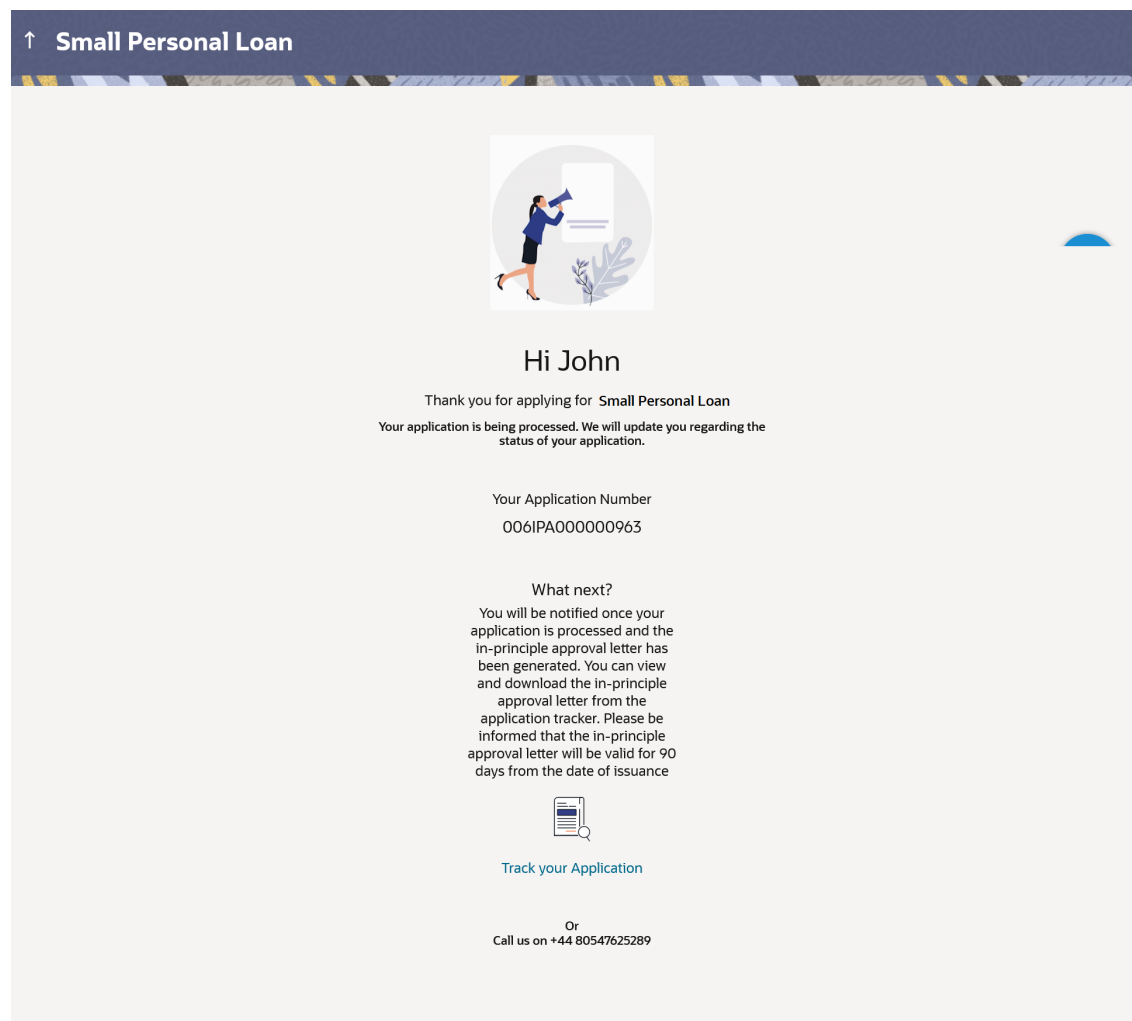 Small Personal Loan
Hi John
Thank you for applying for Small Personal Loan
Your application is being processed. We will update you regarding the
status of your application.
Your Application Number
006IPA000000963
What next?
You will be notified once your
application is processed and the
in-principle approval letter has
been generated. You can view
and download the in-principle
approval letter from the
application tracker. Please be
informed that the in-principle
approval letter will be valid for 90
days from the date of issuance
Track your Application
Or
Call us on +44 80547625289